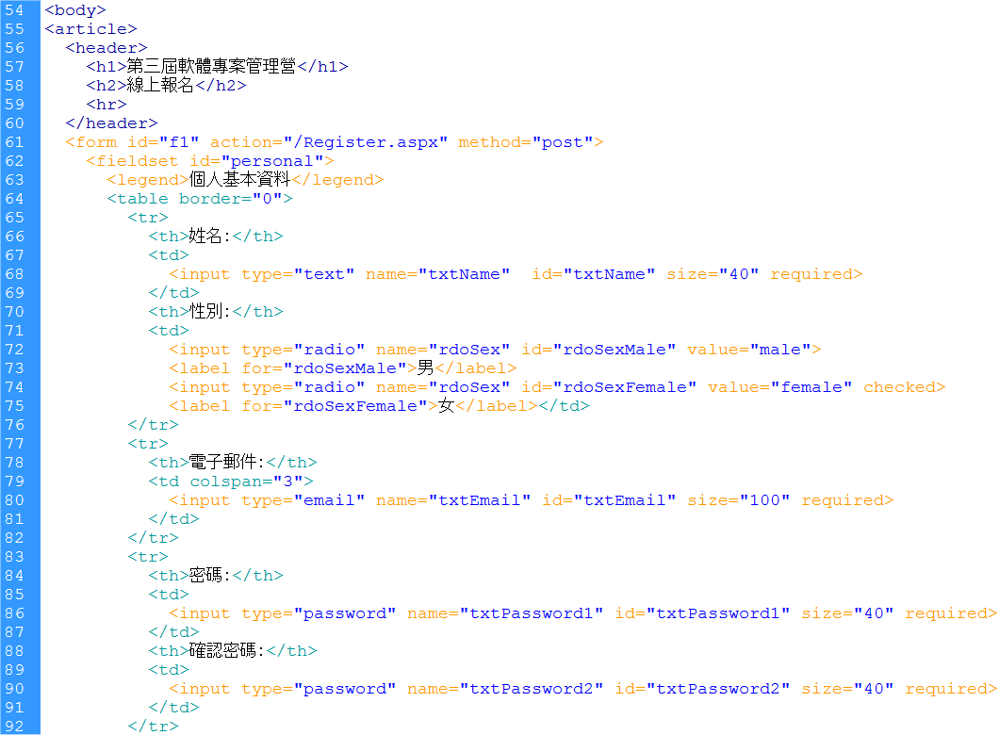 54 <body>
55 <article>
56   <header>
57     <h1>第三屆軟體專案管理營</h1>
58     <h2>線上報名</h2>
59     <hr>
60   </header>
61   <form id="f1" action="/Register.aspx" method="post">
62     <fieldset id="personal">
63       <legend>個人基本資料</legend>
64       <table border="0">
65         <tr>
66           <th>姓名:</th>
67           <td>
68             <input type="text" name="txtName"  id="txtName" size="40" required>
69           </td>
70           <th>性別:</th>
71           <td>
72             <input type="radio" name="rdoSex" id="rdoSexMale" value="male">
73             <label for="rdoSexMale">男</label>
74             <input type="radio" name="rdoSex" id="rdoSexFemale" value="female" checked>
75             <label for="rdoSexFemale">女</label></td>
76         </tr>
77         <tr>
78           <th>電子郵件:</th>
79           <td colspan="3">
80             <input type="email" name="txtEmail" id="txtEmail" size="100" required>
81           </td>
82         </tr>
83         <tr>
84           <th>密碼:</th>
85           <td>
86             <input type="password" name="txtPassword1" id="txtPassword1" size="40" required>
87           </td>
88           <th>確認密碼:</th>
89           <td>
90             <input type="password" name="txtPassword2" id="txtPassword2" size="40" required>
91           </td>
92         </tr>